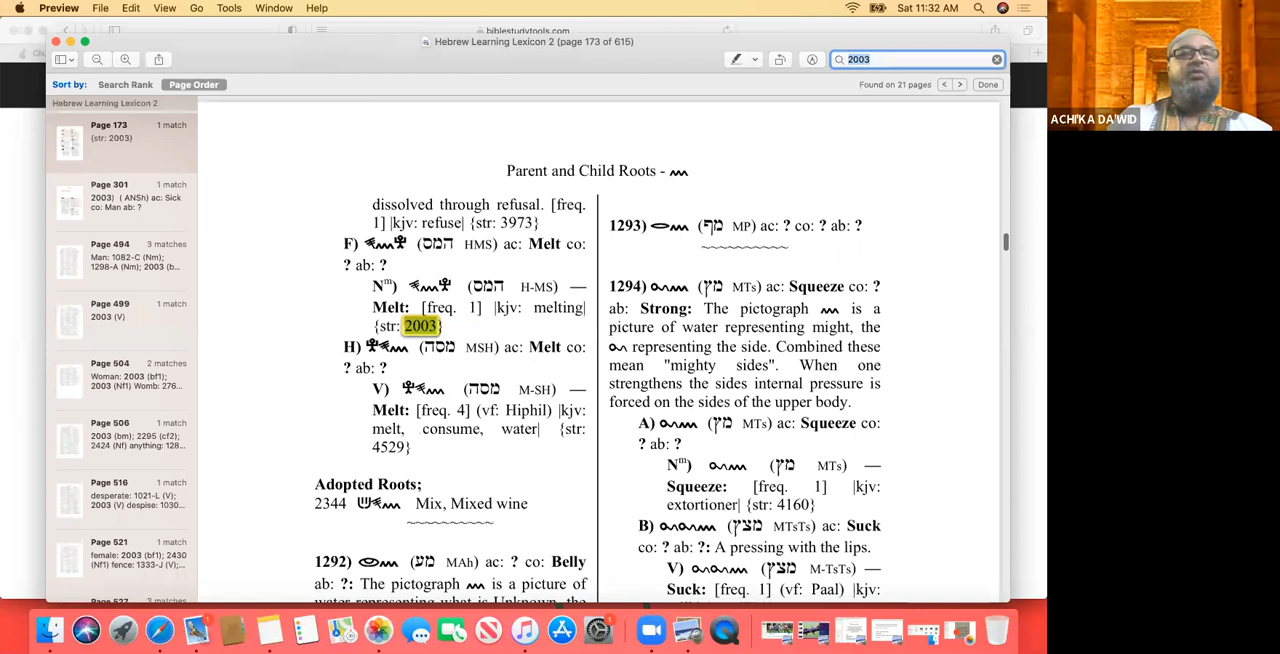 Preview File Edit View Go Tools Window Help
Sat 11:32 AM
biblestudytools.com
Hebrew Learning Lexicon 2 (page 173 of 615)
2003
Sort by: Search Rank Page Order
Found on 21 pages
Done
Hebrew Learning Lexicon 2
Page 173 1 match
{str: 2003}
Page 301 1 match
2003) ( ANSh) ac: Sick
co: Man ab: ?
Page 494 3 matches
Man: 1082-C (Nm);
1298-A (Nm); 2003 (b...
Page 499 1 match
2003 (V)
Page 504 2 matches
Woman: 2003 (bf1);
2003 (Nf1) Womb: 276...
Page 506 1 match
2003 (bm); 2295 (cf2);
2424 (Nf) anything: 128...
Page 516 1 match
desperate: 1021-L (V);
2003 (V) despise: 1030...
Page 521 1 match
female: 2003 (bf1); 2430
(Nf1) fence: 1333-J (V);...
Page 527 3 matches
Parent and Child Roots -
dissolved through refusal. [freq.
1] |kjv: refuse| {str: 3973}
F) (המס HMS) ac: Melt co:
? ab: ?
Nm) (המס H-MS) —
Melt: [freq. 1] |kjv: melting|
{str: 2003}
H) (מסה MSH) ac: Melt co:
? ab: ?
V) (מסה M-SH) —
Melt: [freq. 4] (vf: Hiphil) |kjv:
melt, consume, water| {str:
4529}
Adopted Roots;
2344 Mix, Mixed wine
1292) (מע MAh) ac: ? co: Belly
ab: ?: The pictograph is a picture of
water representing what is Unknown, the
1293) (מף MP) ac: ? co: ? ab: ?
1294) (מץ MTs) ac: Squeeze co: ?
ab: Strong: The pictograph is a
picture of water representing might, the
representing the side. Combined these
mean "mighty sides". When one
strengthens the sides internal pressure is
forced on the sides of the upper body.
A) (מץ MTs) ac: Squeeze co:
? ab: ?
Nm) (מץ MTs) —
Squeeze: [freq. 1] |kjv:
extortioner| {str: 4160}
B) (מצץ MTsTs) ac: Suck
co: ? ab: ?: A pressing with the lips.
V) (מצץ M-TsTs) —
Suck: [freq. 1] (vf: Paal) |kjv:
ACHI'KA DA'WID